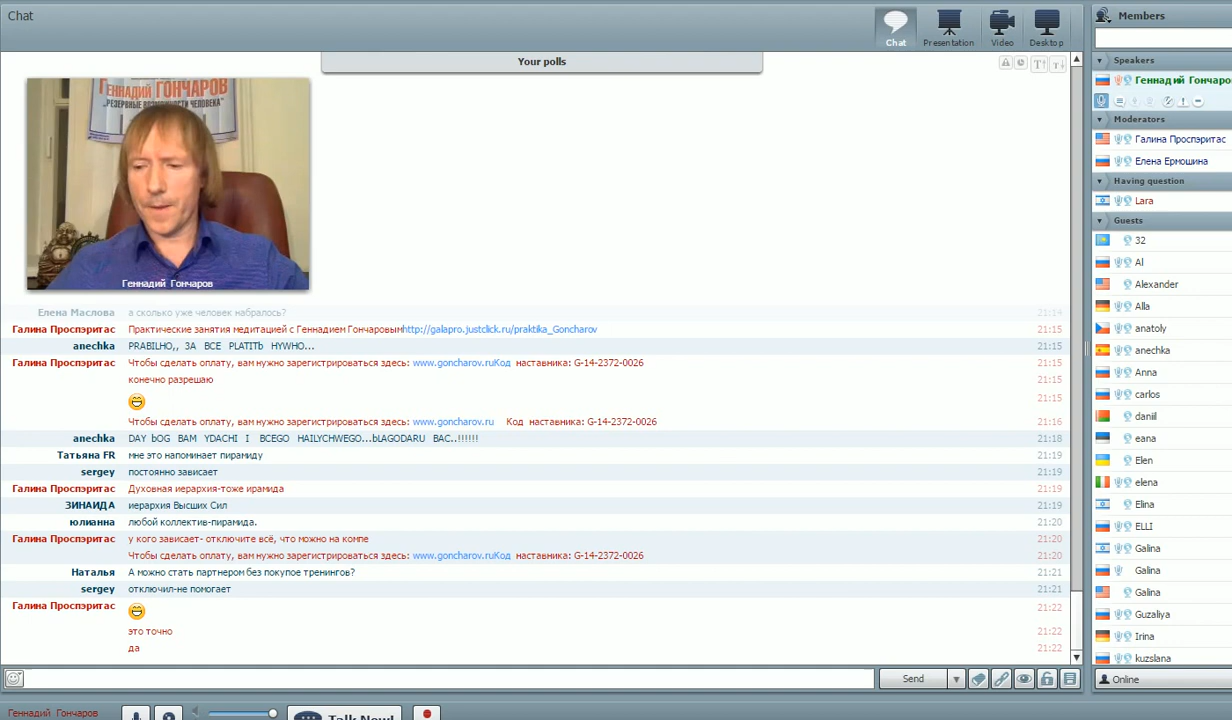 Chat
Chat
Presentation
Video
Desktop
Your polls
ГЕННАДИЙ ГОНЧАРОВ
"РЕЗЕРВНЫЕ ВОЗМОЖНОСТИ ЧЕЛОВЕКА"
Геннадий Гончаров
Елена Маслова а сколько уже человек набралось? 21:14
Галина Проспэритас Практические занятия медитацией с Геннадием Гончаровымhttp://galapro.justclick.ru/praktika_Goncharov 21:15
anechka PRABILHO,, ЗА ВСЕ PLATITb HYWHO... 21:15
Галина Проспэритас Чтобы сделать оплату, вам нужно зарегистрироваться здесь: www.goncharov.ruКод наставника: G-14-2372-0026 21:15
конечно разрешаю 21:15
21:15
Чтобы сделать оплату, вам нужно зарегистрироваться здесь: www.goncharov.ru Код наставника: G-14-2372-0026 21:16
anechka DAY bOG BAM YDACHI I BCEGO HAILYCHWEGO...bLAGODARU BAC..!!!!!! 21:18
Татьяна FR мне это напоминает пирамиду 21:19
sergey постоянно зависает 21:19
Галина Проспэритас Духовная иерархия-тоже ирамида 21:19
ЗИНАИДА иерархия Высших Сил 21:19
юлианна любой коллектив-пирамида. 21:20
Галина Проспэритас у кого зависает- отключите всё, что можно на компе 21:20
Чтобы сделать оплату, вам нужно зарегистрироваться здесь: www.goncharov.ruКод наставника: G-14-2372-0026 21:20
Наталья А можно стать партнером без покупое тренингов? 21:21
sergey отключил-не помогает 21:21
Галина Проспэритас 21:22
это точно 21:22
да 21:22
Send
Геннадий Гончаров
Talk Now!
Members
Speakers
Геннадий Гончаро
Moderators
Галина Проспэритас
Елена Ермошина
Having question
Lara
Guests
32
Al
Alexander
Alla
anatoly
anechka
Anna
carlos
daniil
eana
Elen
elena
Elina
ELLI
Galina
Galina
Galina
Guzaliya
Irina
kuzslana
Online